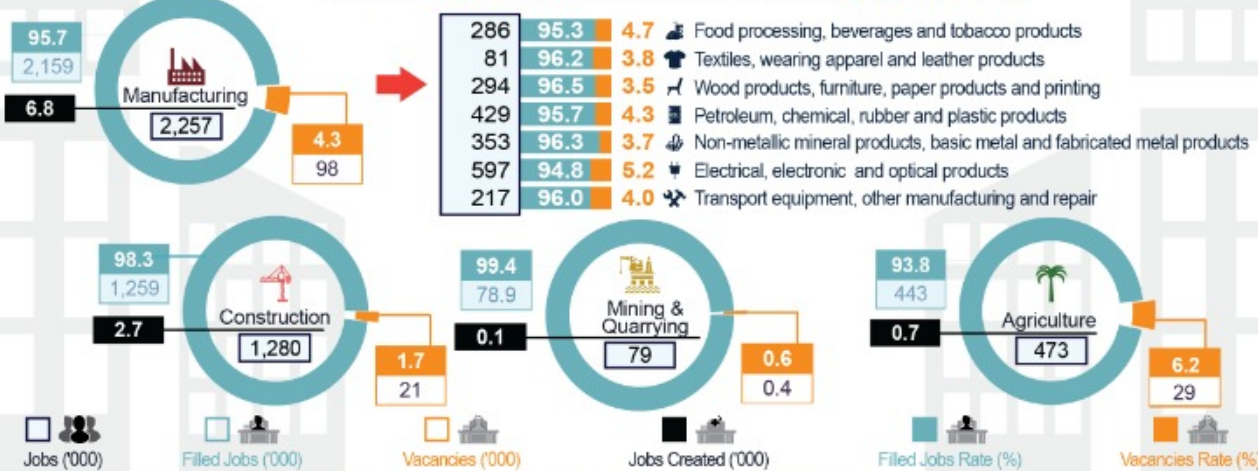 95.7
2,159
6.8
Manufacturing
2,257
4.3
98
286 95.3 4.7 Food processing, beverages and tobacco products
81 96.2 3.8 Textiles, wearing apparel and leather products
294 96.5 3.5 Wood products, furniture, paper products and printing
429 95.7 4.3 Petroleum, chemical, rubber and plastic products
353 96.3 3.7 Non-metallic mineral products, basic metal and fabricated metal products
597 94.8 5.2 Electrical, electronic and optical products
217 96.0 4.0 Transport equipment, other manufacturing and repair
98.3
1,259
2.7
Construction
1,280
1.7
21
99.4
78.9
0.1
Mining &
Quarrying
79
0.6
0.4
93.8
443
0.7
Agriculture
473
6.2
29
Jobs ('000) Filled Jobs ('000) Vacancies ('000) Jobs Created ('000) Filled Jobs Rate (%) Vacancies Rate (%)